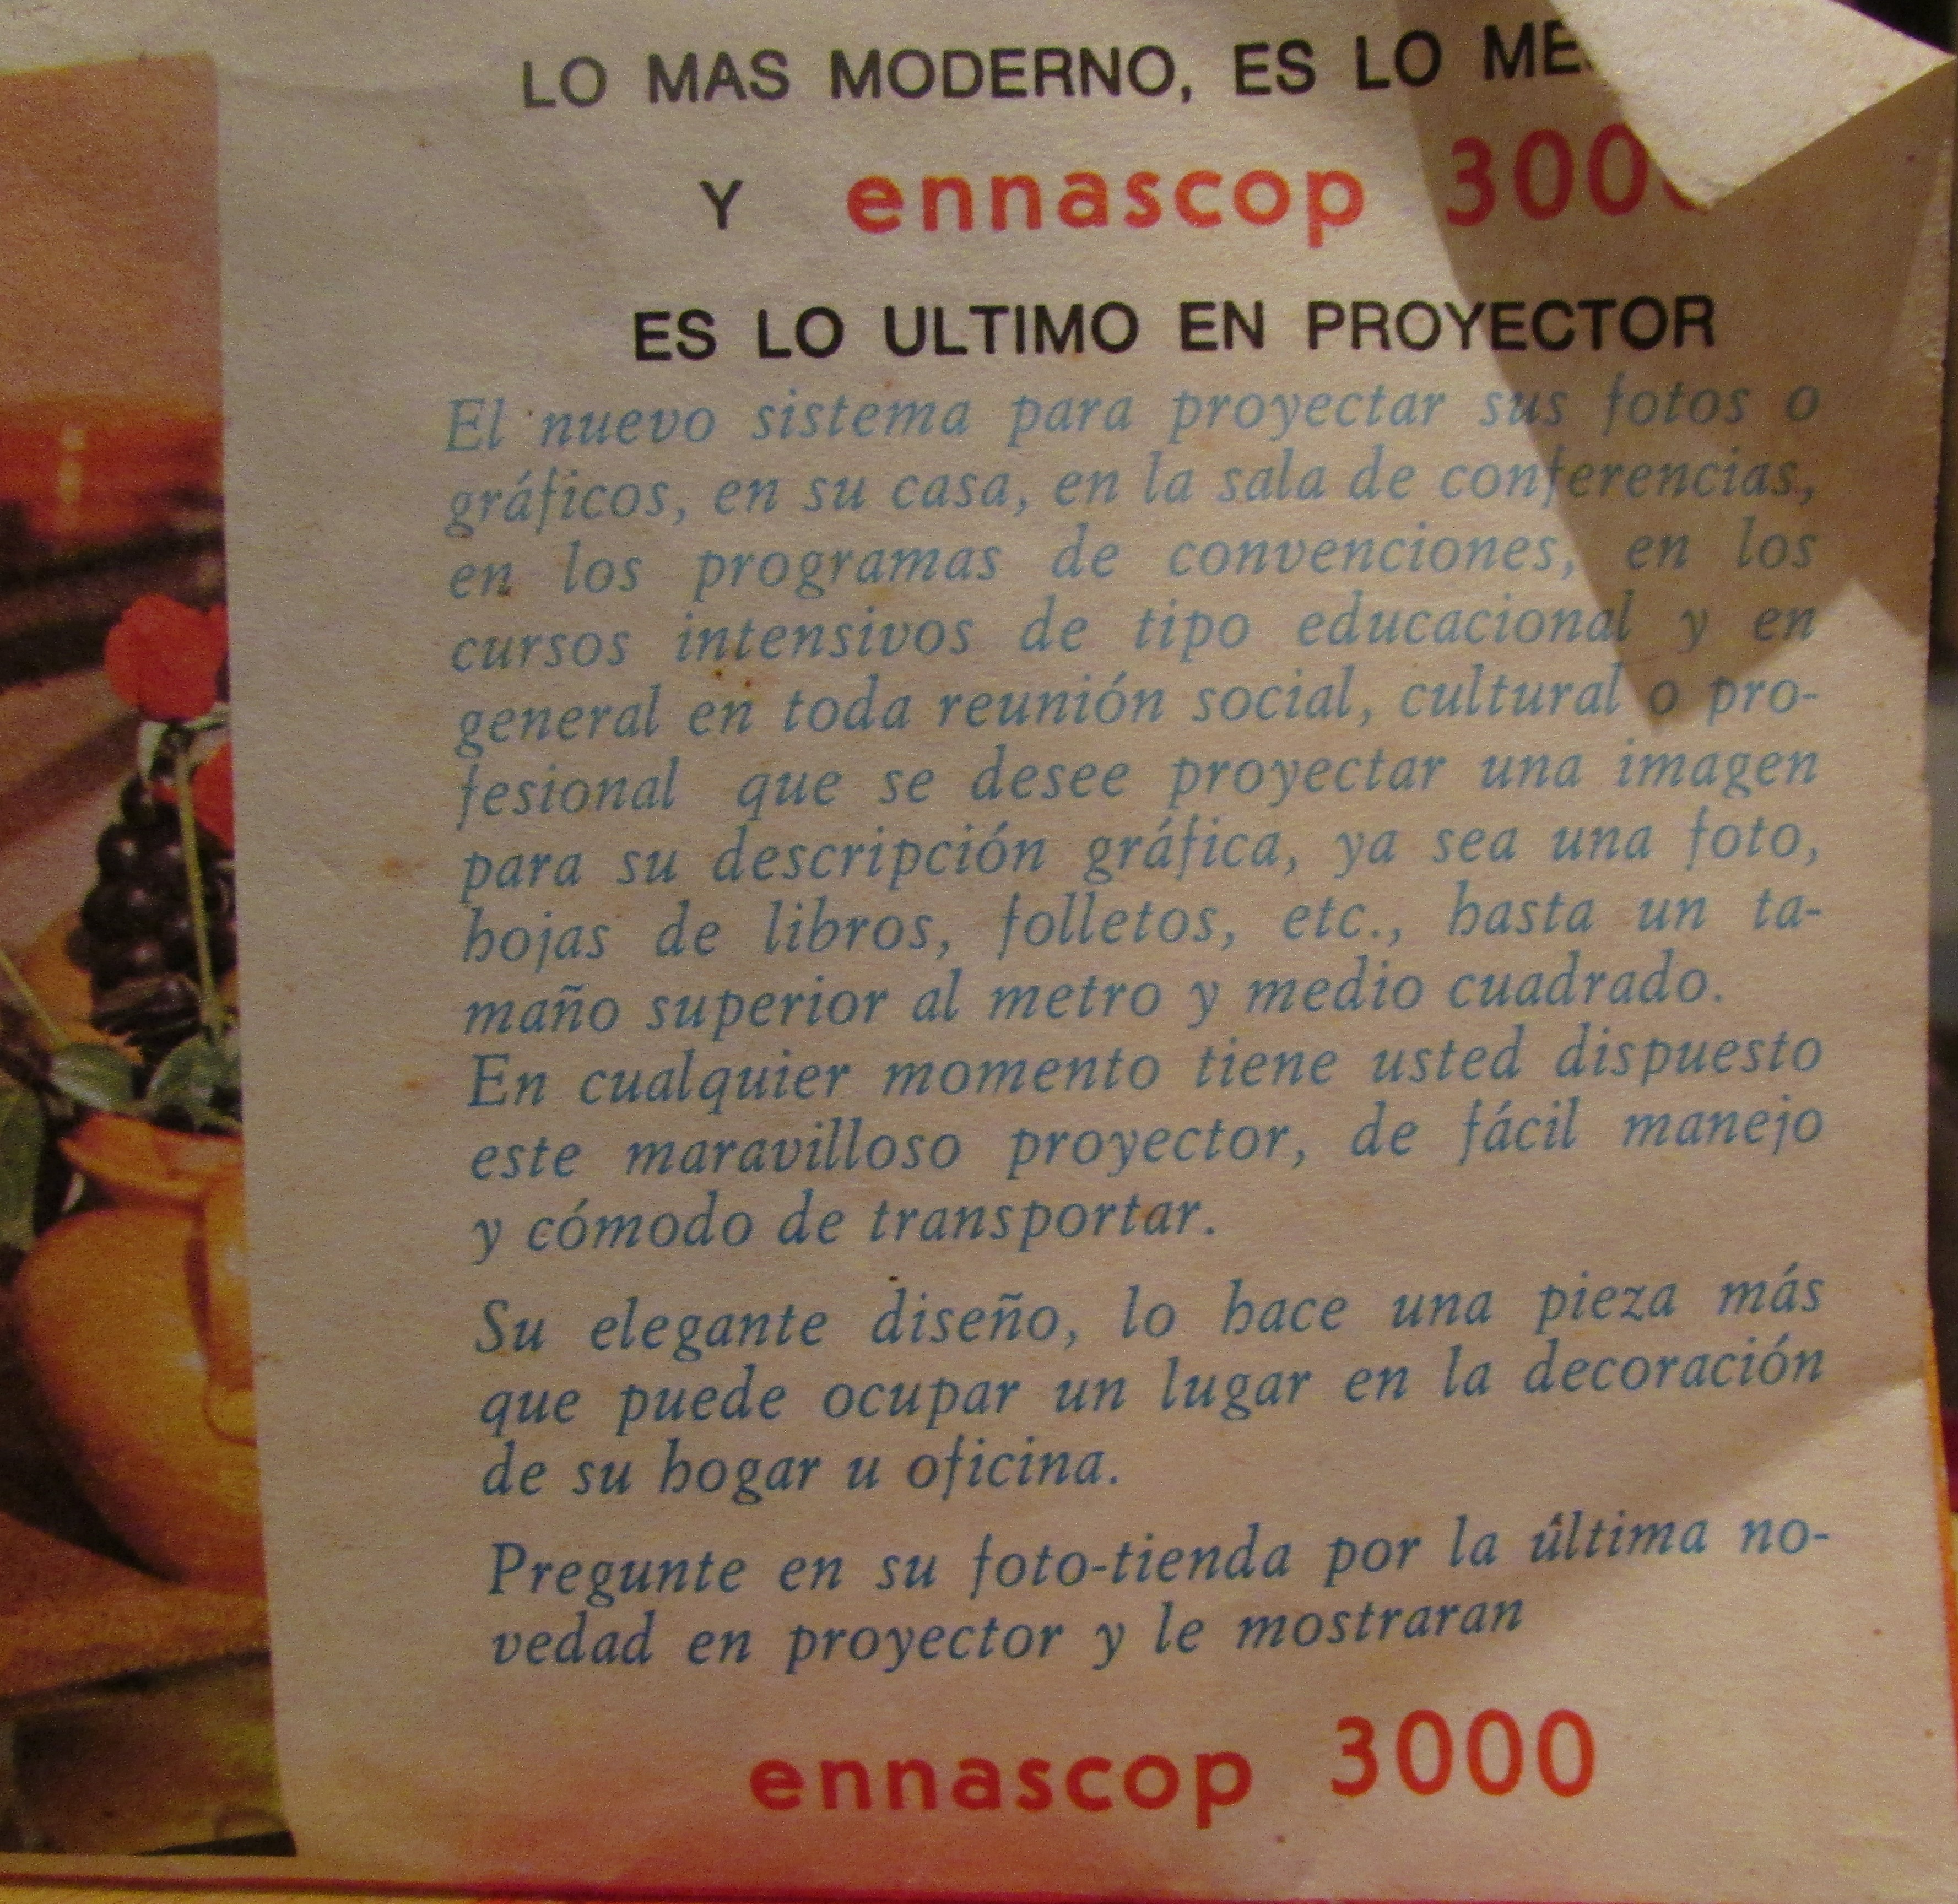 LO MAS MODERNO, ES LO
Y ennascop
ES LO ULTIMO EN PROYECTOR
El nuevo sistema para proyectar sus fotos o
gráficos, en su casa, en la sala de conferencias,
en los programas de convenciones, en los
cursos intensivos de tipo educacional y en
general en toda reunión social, cultural o pro-
fesional que se desee proyectar una imagen
para su descripción gráfica, ya sea una foto,
hojas de libros, folletos, etc., hasta un ta-
maño superior al metro y medio cuadrado.
En cualquier momento tiene usted dispuesto
este maravilloso proyector, de fácil manejo
y cómodo de transportar.
Su elegante diseño, lo hace una pieza más
que puede ocupar un lugar en la decoración
de su hogar u oficina.
Pregunte en su foto-tienda por la última no-
vedad en proyector y le mostraran
ennascop 3000